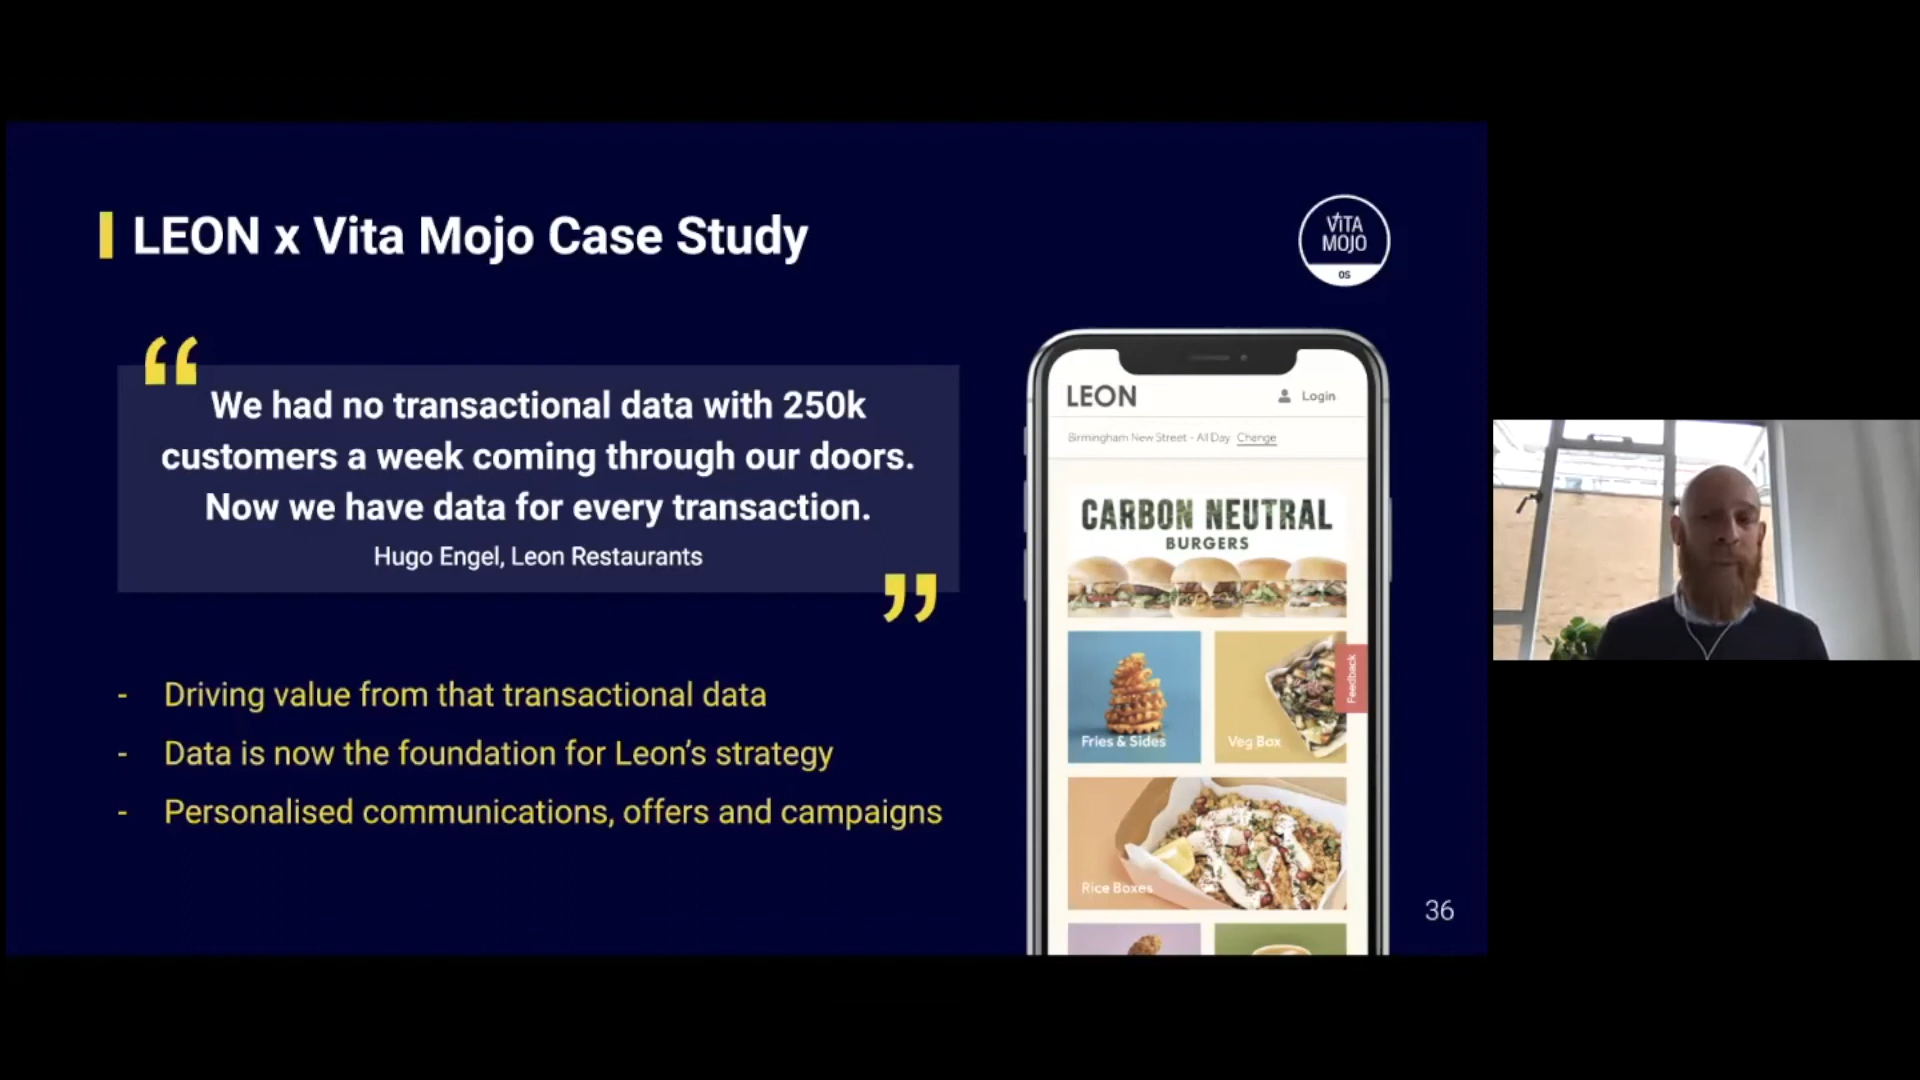 LEON x Vita Mojo Case Study
VITA
MOJO
OS
“
We had no transactional data with 250k
customers a week coming through our doors.
Now we have data for every transaction.
Hugo Engel, Leon Restaurants
”
- Driving value from that transactional data
- Data is now the foundation for Leon’s strategy
- Personalised communications, offers and campaigns
LEON
Login
Birmingham New Street - All Day Change
CARBON NEUTRAL
BURGERS
Fries & Sides
Veg Box
Feedback
Rice Boxes
36